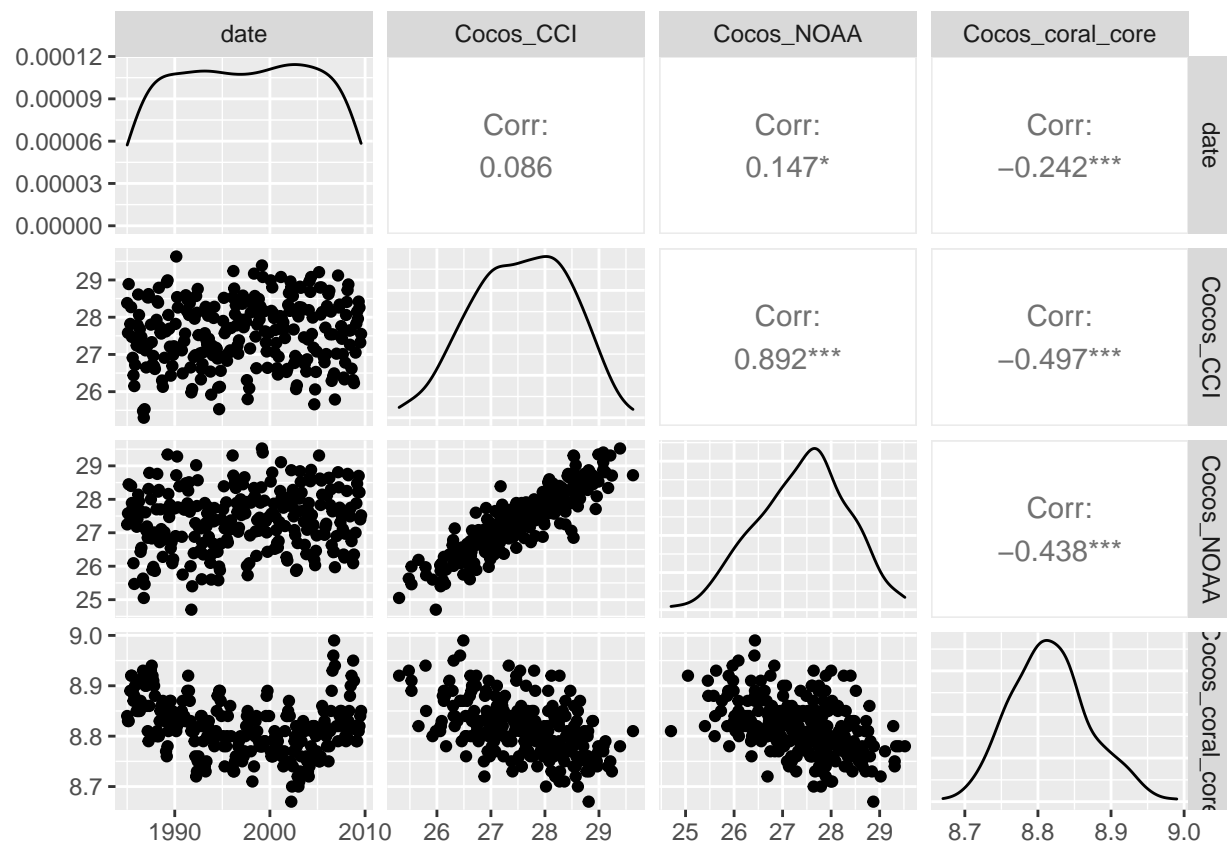 date Cocos_CCI Cocos_NOAA Cocos_coral_core
0.00012
0.00009
0.00006
0.00003
0.00000
Corr:
0.086
Corr:
0.147*
Corr:
−0.242***
date
29
28
27
26
Corr:
0.892***
Corr:
−0.497***
Cocos_CCI
29
28
27
26
25
Corr:
−0.438***
Cocos_NOAA
9.0
8.9
8.8
8.7
Cocos_coral_core
1990 2000 2010 26 27 28 29 25 26 27 28 29 8.7 8.8 8.9 9.0